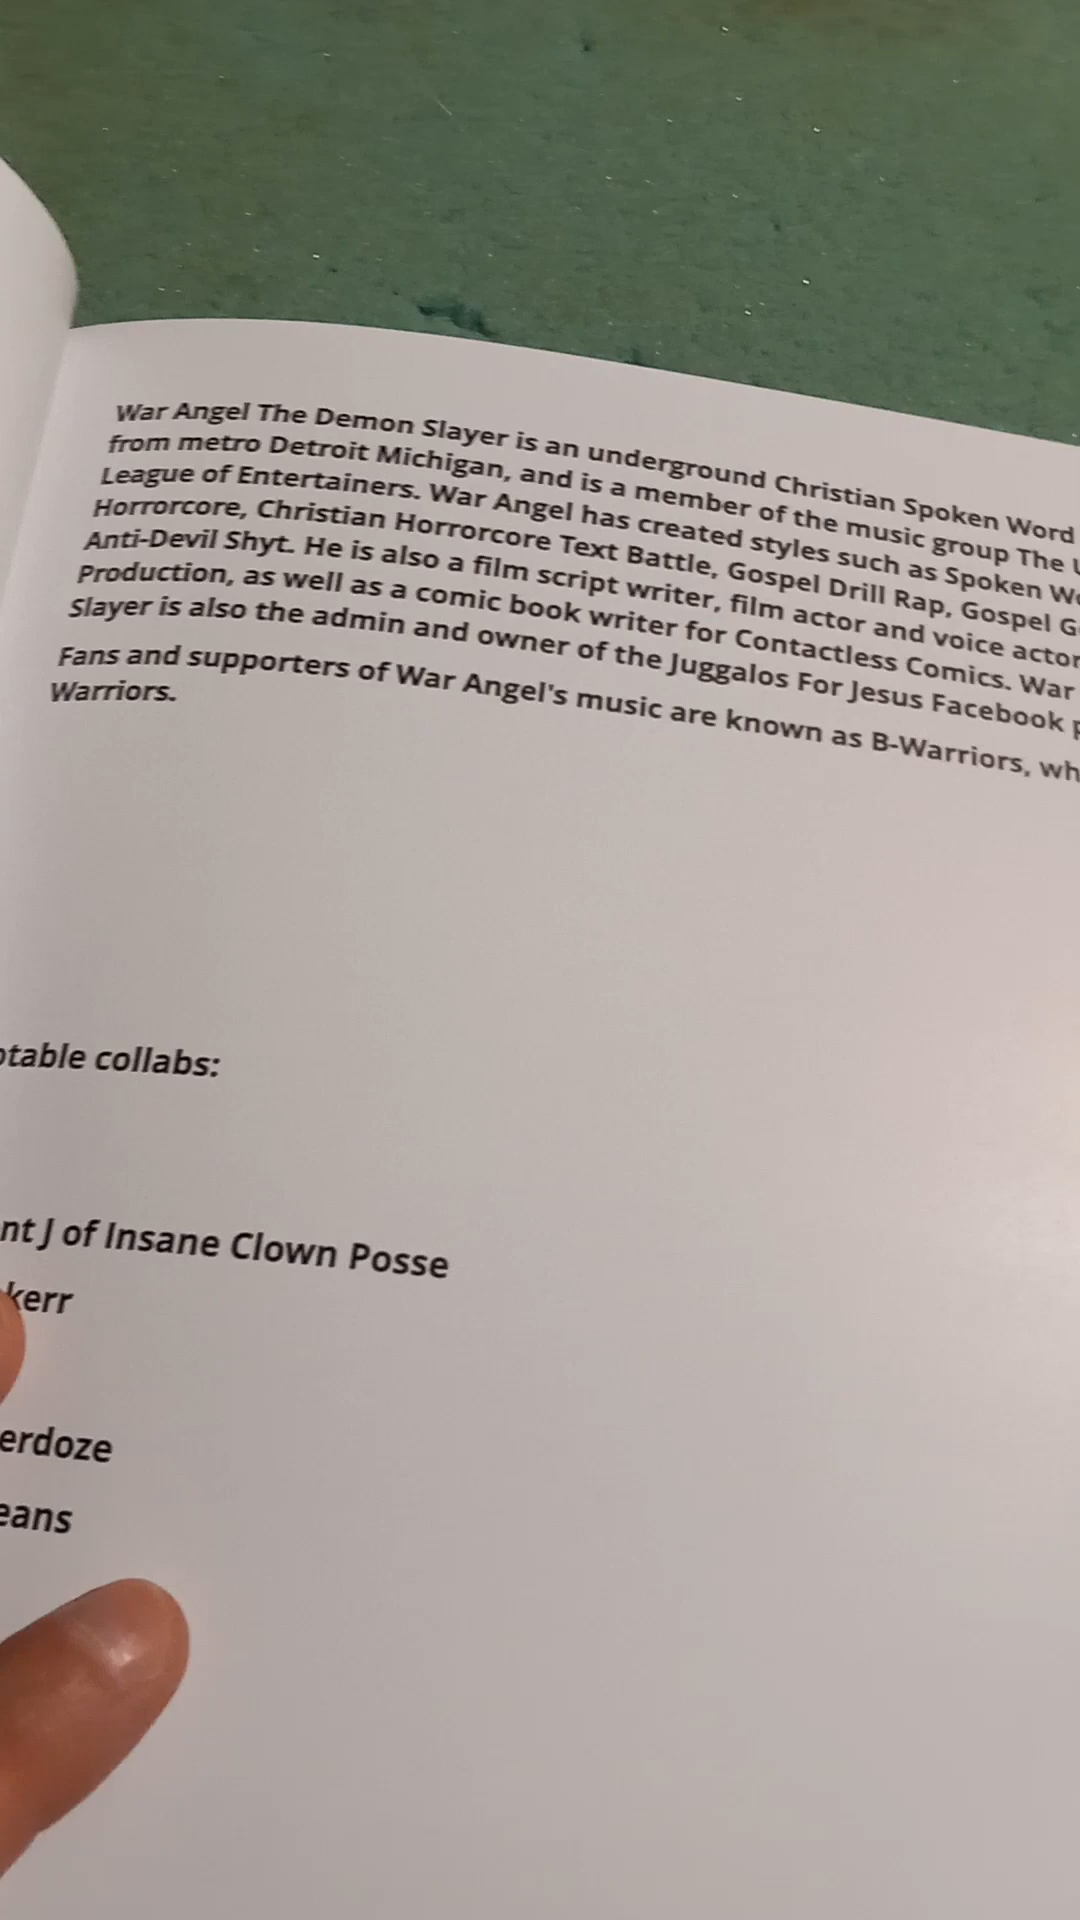 War Angel The Demon Slayer is an underground Christian Spoken Word
from metro Detroit Michigan, and is a member of the music group The U
League of Entertainers. War Angel has created styles such as Spoken Wo
Horrorcore, Christian Horrorcore Text Battle, Gospel Drill Rap, Gospel G
Anti-Devil Shyt. He is also a film script writer, film actor and voice actor
Production, as well as a comic book writer for Contactless Comics. War
Slayer is also the admin and owner of the Juggalos For Jesus Facebook p
Fans and supporters of War Angel's music are known as B-Warriors, wh
Warriors.
otable collabs:
nt J of Insane Clown Posse
kerr
erdoze
eans